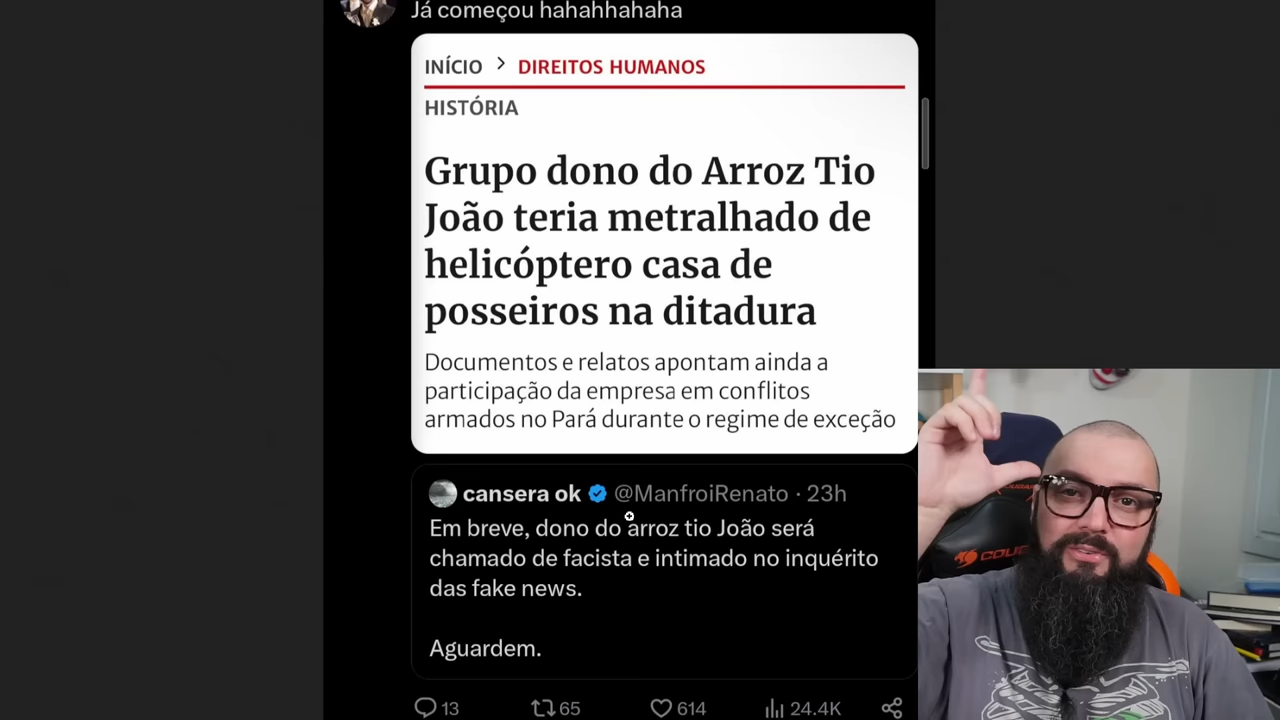 Já começou hahahhahaha
INÍCIO > DIREITOS HUMANOS
HISTÓRIA
Grupo dono do Arroz Tio
João teria metralhado de
helicóptero casa de
posseiros na ditadura
Documentos e relatos apontam ainda a
participação da empresa em conflitos
armados no Pará durante o regime de exceção
cansera ok @ManfroiRenato · 23h
Em breve, dono do arroz tio João será
chamado de facista e intimado no inquérito
das fake news.
Aguardem.
13 65 614 24.4K
COUG